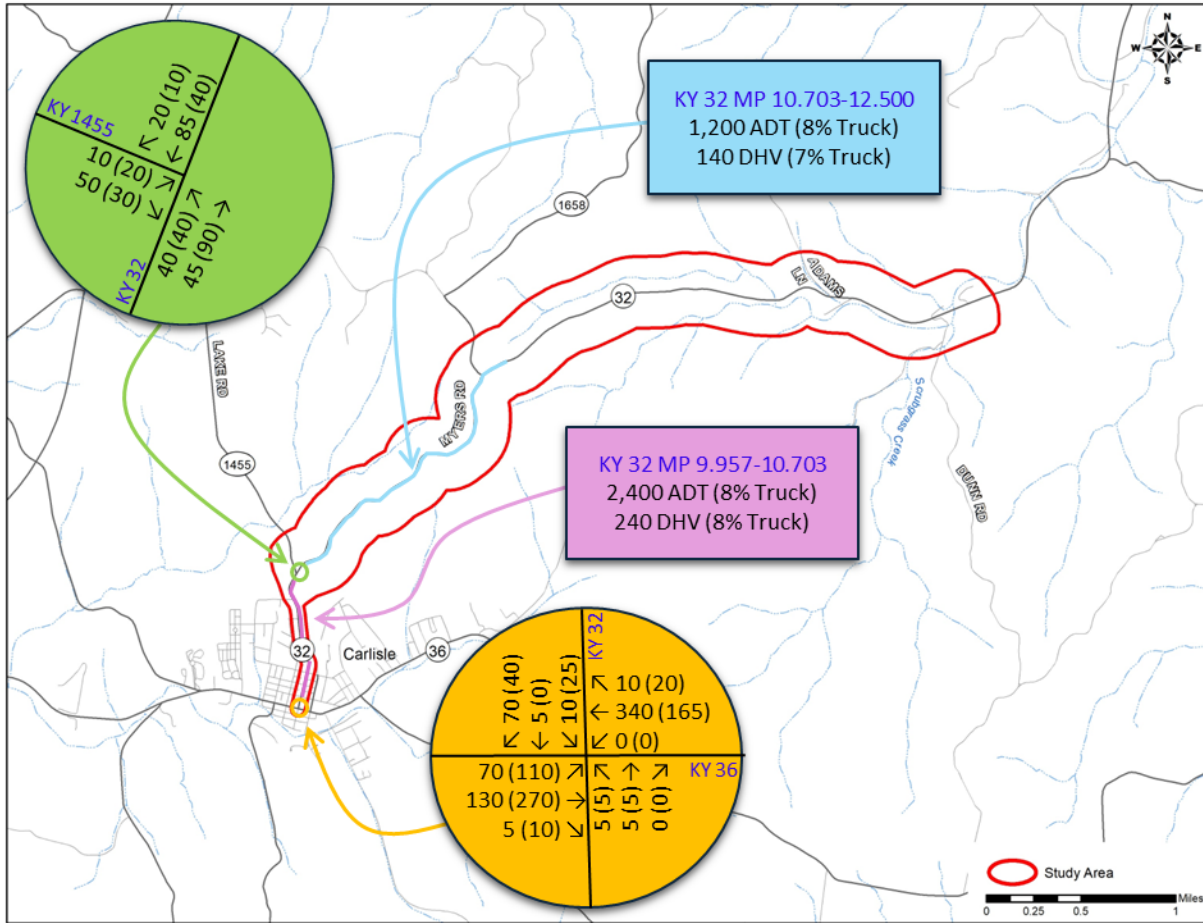 N
W E
S
KY 1455
↖ 20 (10)
← 85 (40)
10 (20) ↗
50 (30) ↘
40 (40) ↗
45 (90) →
KY 32
KY 32 MP 10.703-12.500
1,200 ADT (8% Truck)
140 DHV (7% Truck)
1658
ADAMS
LN
32
LAKE RD
MYERS RD
Scrubgrass Creek
1455
KY 32 MP 9.957-10.703
2,400 ADT (8% Truck)
240 DHV (8% Truck)
DUNN RD
32
Carlisle
36
KY 32
↙ 70 (40)
↓ 5 (0)
↘ 10 (25)
↖ 10 (20)
← 340 (165)
↙ 0 (0)
KY 36
70 (110) ↗
130 (270) →
5 (10) ↘
5 (5) ↖
5 (5) ↑
0 (0) ↗
Study Area
Miles
0 0.25 0.5 1